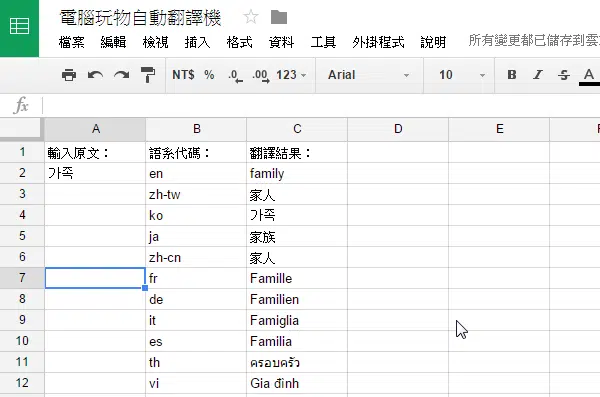 電腦玩物自動翻譯機
檔案 編輯 檢視 插入 格式 資料 工具 外掛程式 說明 所有變更都已儲存到雲
NT$ % .0 .00 123 Arial 10 B I S A
fx
A B C D E F
1 輸入原文： 語系代碼： 翻譯結果：
2 가족 en family
3 zh-tw 家人
4 ko 가족
5 ja 家族
6 zh-cn 家人
7 fr Famille
8 de Familien
9 it Famiglia
10 es Familia
11 th ครอบครัว
12 vi Gia đình